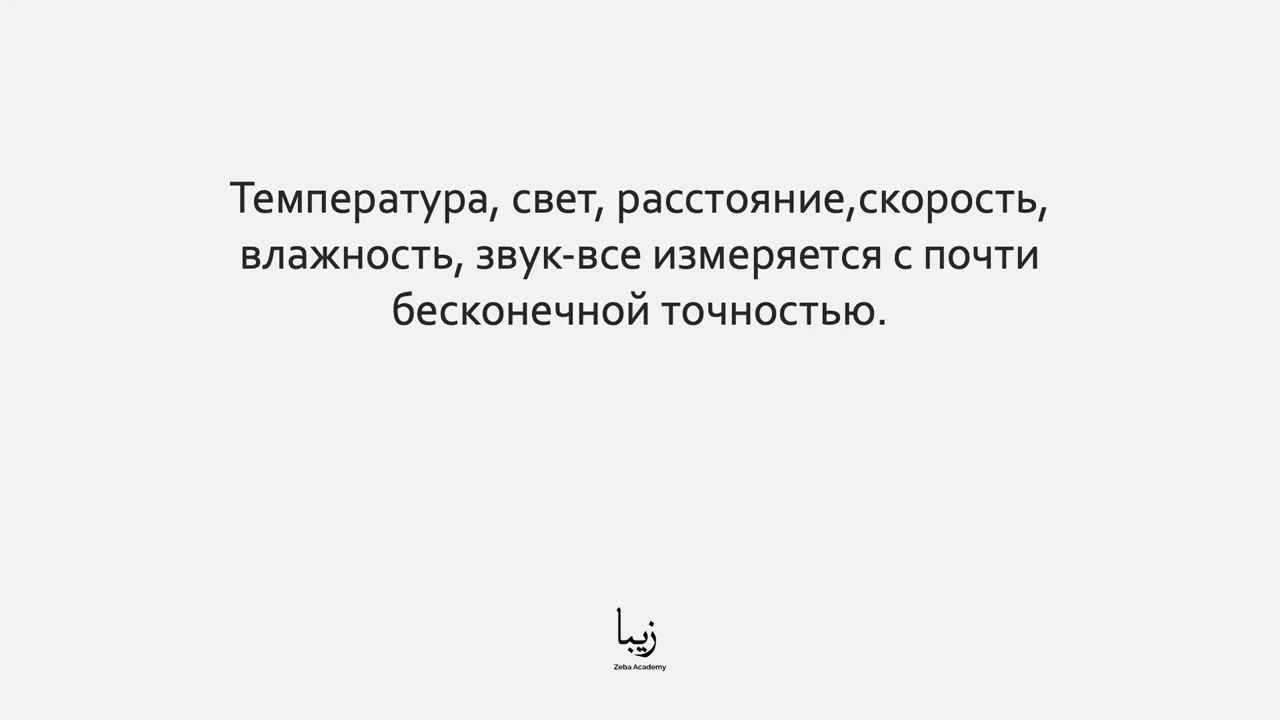 Температура, свет, расстояние,скорость,
влажность, звук-все измеряется с почти
бесконечной точностью.
زیبا
Zeba Academy